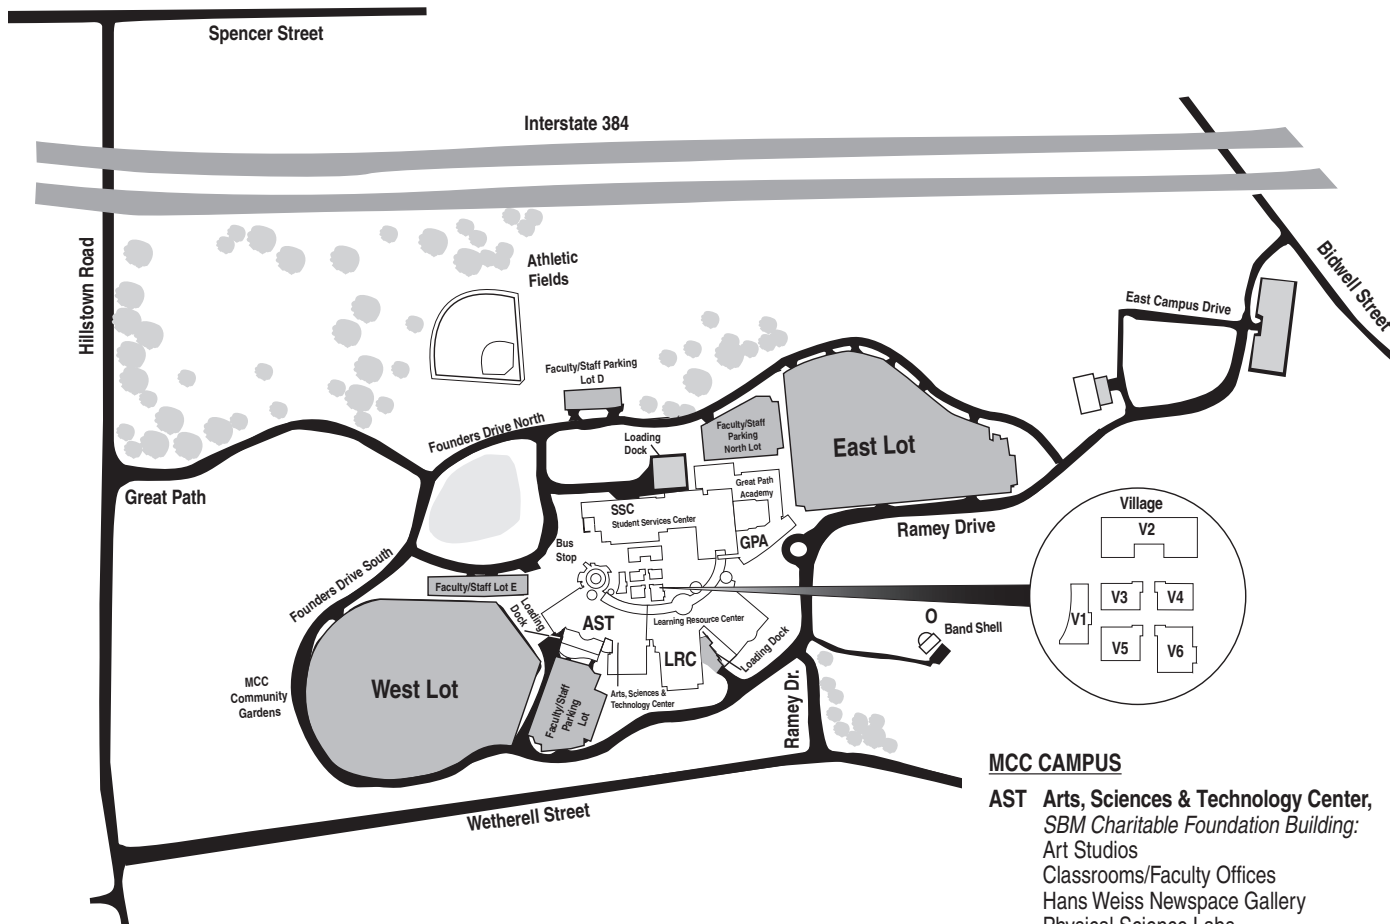 Spencer Street
Interstate 384
Hillstown Road
Athletic
Fields
Bidwell Street
East Campus Drive
Faculty/Staff Parking
Lot D
Founders Drive North
Loading
Dock
Faculty/Staff
Parking
North Lot
East Lot
Great Path
Great Path
Academy
SSC
Student Services Center
GPA
Ramey Drive
Bus
Stop
Founders Drive South
Faculty/Staff Lot E
Loading
Dock
AST
Learning Resource Center
LRC
Loading Dock
O
Band Shell
Village
V2
V3
V4
V1
V5
V6
MCC
Community
Gardens
West Lot
Faculty/Staff
Parking
Lot
Arts, Sciences &
Technology Center
Ramey Dr.
Wetherell Street
MCC CAMPUS
AST Arts, Sciences & Technology Center,
SBM Charitable Foundation Building:
Art Studios
Classrooms/Faculty Offices
Hans Weiss Newspace Gallery